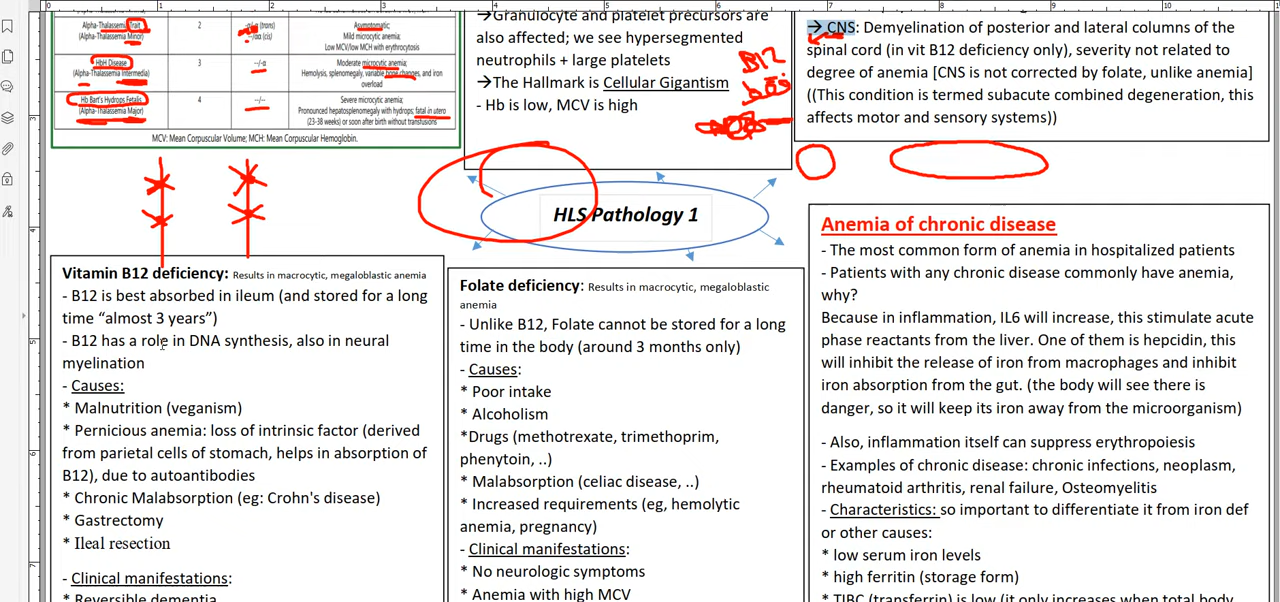 Alpha-Thalassemia Trait
(Alpha-Thalassemia Minor)
2
(trans)
(cis)
Asymptomatic;
Mild microcytic anemia;
Low MCV/low MCH with erythrocytosis
HbH Disease
(Alpha-Thalassemia Intermedia)
3
--/-α
Moderate microcytic anemia;
Hemolysis, splenomegaly, variable bone changes, and iron
overload
Hb Bart's Hydrops Fetalis
(Alpha-Thalassemia Major)
4
--/--
Severe microcytic anemia;
Pronounced hepatosplenomegaly with hydrops; fatal in utero
(23-38 weeks) or soon after birth without transfusions
MCV: Mean Corpuscular Volume; MCH: Mean Corpuscular Hemoglobin.
→Granulocyte and platelet precursors are
also affected; we see hypersegmented
neutrophils + large platelets
→The Hallmark is Cellular Gigantism
- Hb is low, MCV is high
B12
→ CNS: Demyelination of posterior and lateral columns of the
spinal cord (in vit B12 deficiency only), severity not related to
degree of anemia [CNS is not corrected by folate, unlike anemia]
((This condition is termed subacute combined degeneration, this
affects motor and sensory systems))
HLS Pathology 1
Vitamin B12 deficiency: Results in macrocytic, megaloblastic anemia
- B12 is best absorbed in ileum (and stored for a long
time “almost 3 years”)
- B12 has a role in DNA synthesis, also in neural
myelination
- Causes:
* Malnutrition (veganism)
* Pernicious anemia: loss of intrinsic factor (derived
from parietal cells of stomach, helps in absorption of
B12), due to autoantibodies
* Chronic Malabsorption (eg: Crohn's disease)
* Gastrectomy
* Ileal resection
- Clinical manifestations:
* Reversible dementia
Folate deficiency: Results in macrocytic, megaloblastic
anemia
- Unlike B12, Folate cannot be stored for a long
time in the body (around 3 months only)
- Causes:
* Poor intake
* Alcoholism
*Drugs (methotrexate, trimethoprim,
phenytoin, ..)
* Malabsorption (celiac disease, ..)
* Increased requirements (eg, hemolytic
anemia, pregnancy)
- Clinical manifestations:
* No neurologic symptoms
* Anemia with high MCV
Anemia of chronic disease
- The most common form of anemia in hospitalized patients
- Patients with any chronic disease commonly have anemia,
why?
Because in inflammation, IL6 will increase, this stimulate acute
phase reactants from the liver. One of them is hepcidin, this
will inhibit the release of iron from macrophages and inhibit
iron absorption from the gut. (the body will see there is
danger, so it will keep its iron away from the microorganism)
- Also, inflammation itself can suppress erythropoiesis
- Examples of chronic disease: chronic infections, neoplasm,
rheumatoid arthritis, renal failure, Osteomyelitis
- Characteristics: so important to differentiate it from iron def
or other causes:
* low serum iron levels
* high ferritin (storage form)
* TIBC (transferrin) is low (it only increases when total body